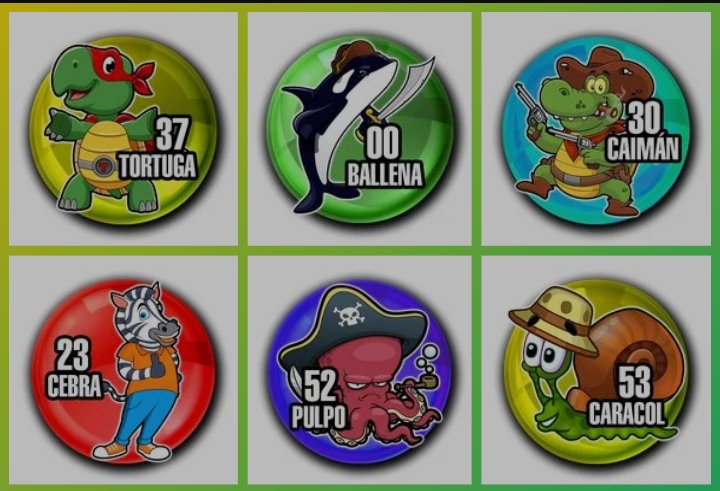 37
TORTUGA
00
BALLENA
30
CAIMÁN
23
CEBRA
52
PULPO
53
CARACOL